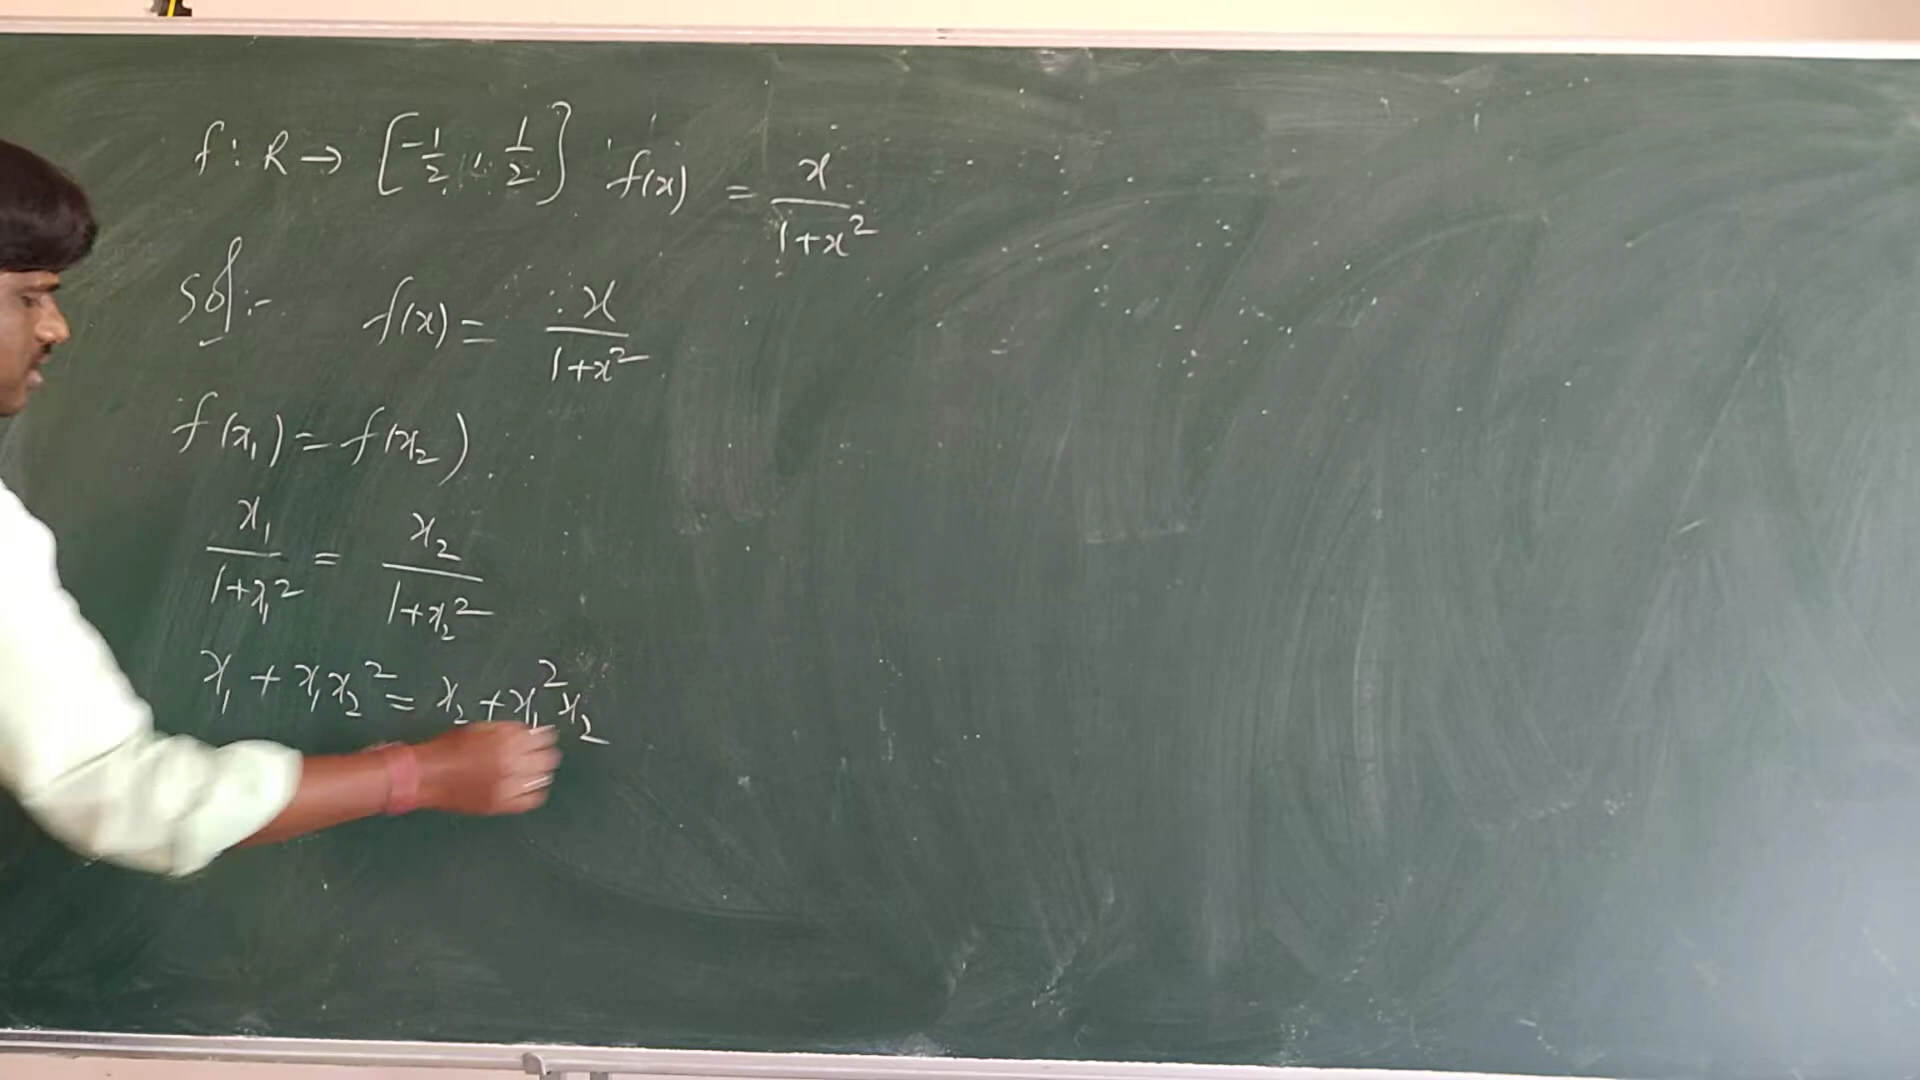 f : R → [-1/2, 1/2] : f(x) = x/(1+x²)
Sol:- f(x) = x/(1+x²)
f(x₁) = f(x₂)
x₁/(1+x₁²) = x₂/(1+x₂²)
x₁ + x₁x₂² = x₂ + x₁²x₂